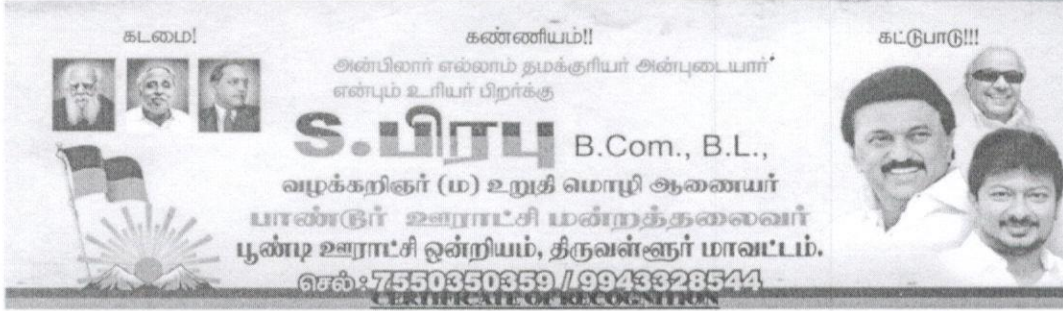 கடமை! கண்ணியம்!! கட்டுபாடு!!!
அன்பிலார் எல்லாம் தமக்குரியர் அன்புடையார்'
என்பும் உரியர் பிறர்க்கு
S.பிரபு B.Com., B.L.,
வழக்கறிஞர் (ம) உறுதி மொழி ஆணையர்
பாண்டூர் ஊராட்சி மன்றத்தலைவர்
பூண்டி ஊராட்சி ஒன்றியம், திருவள்ளூர் மாவட்டம்.
செல் : 7550350359 / 9943328544
CERTIFICATE OF RECOGNITION